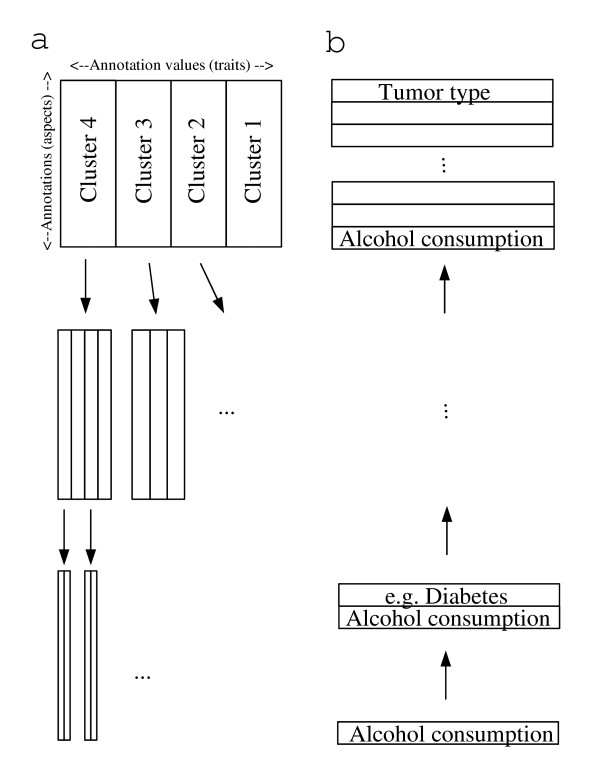 a
<--Annotation values (traits) -->
<--Annotations (aspects) -->
Cluster 4
Cluster 3
Cluster 2
Cluster 1
...
...
b
Tumor type
...
Alcohol consumption
...
e.g. Diabetes
Alcohol consumption
Alcohol consumption